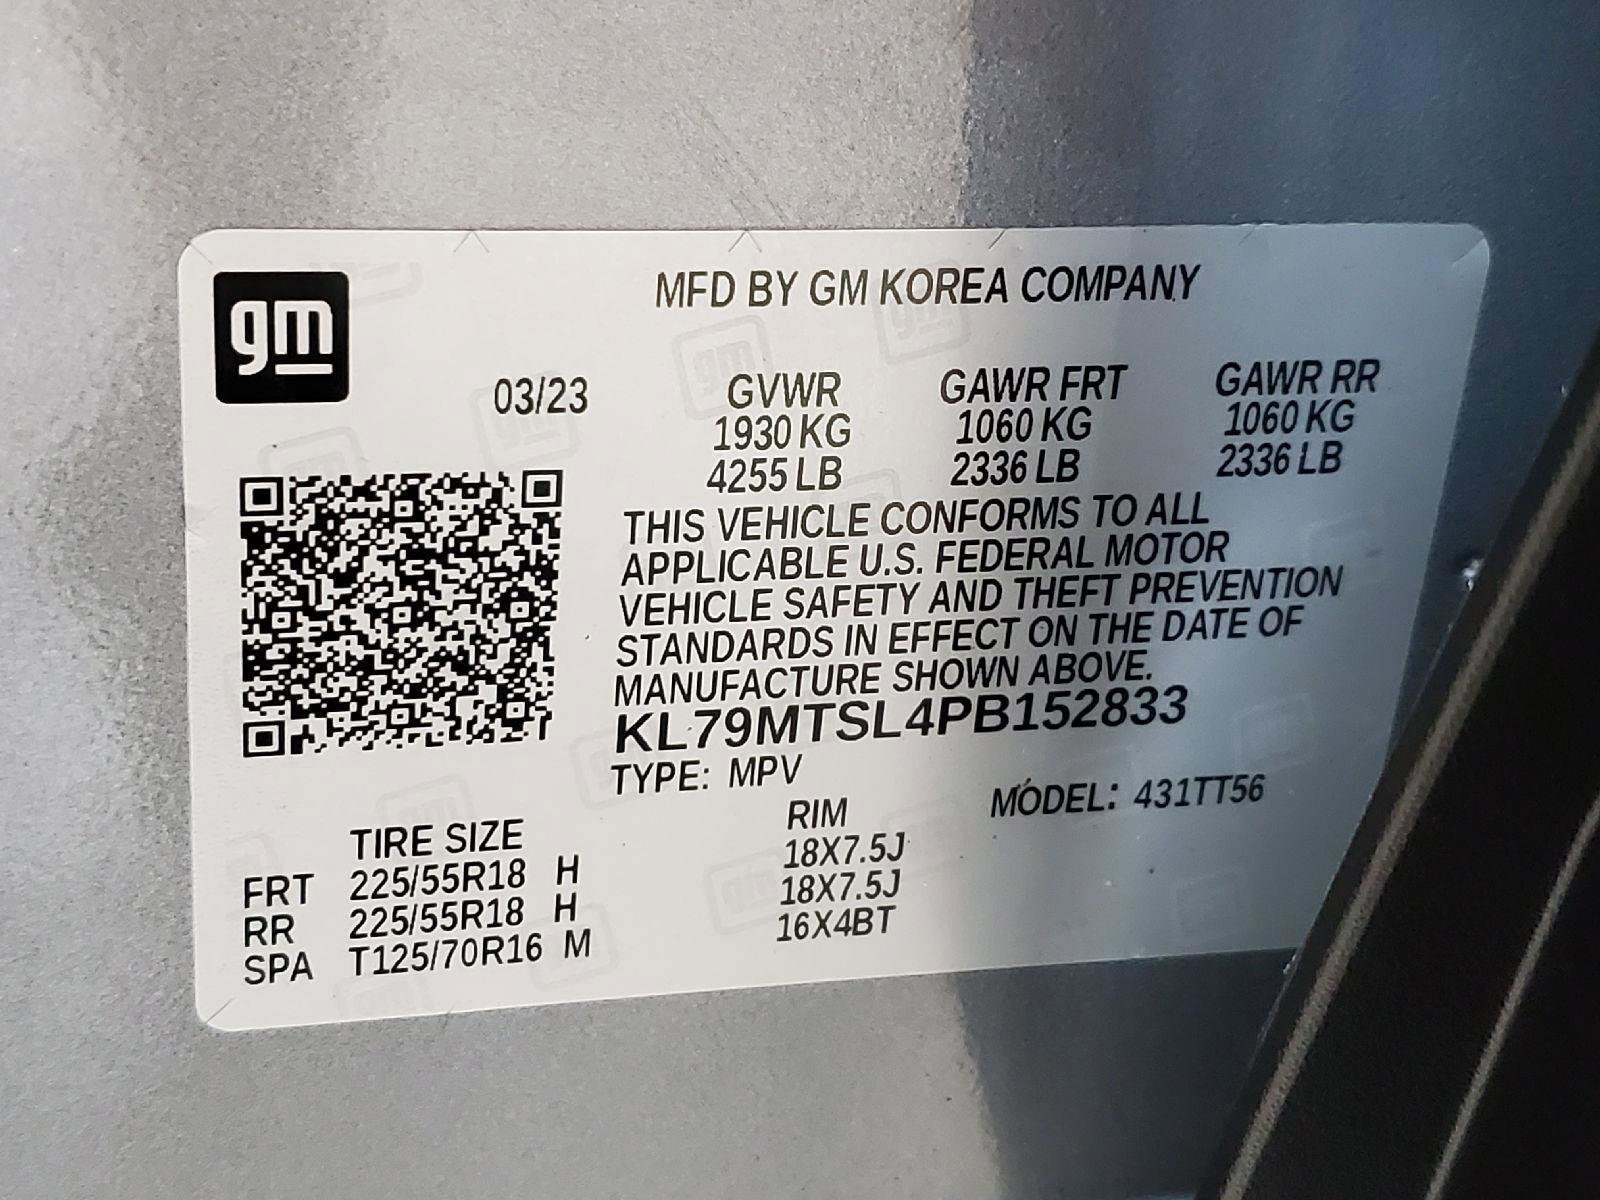 gm
MFD BY GM KOREA COMPANY
03/23 GVWR GAWR FRT GAWR RR
1930 KG 1060 KG 1060 KG
4255 LB 2336 LB 2336 LB
THIS VEHICLE CONFORMS TO ALL
APPLICABLE U.S. FEDERAL MOTOR
VEHICLE SAFETY AND THEFT PREVENTION
STANDARDS IN EFFECT ON THE DATE OF
MANUFACTURE SHOWN ABOVE.
KL79MTSL4PB152833
TYPE: MPV MODEL: 431TT56
TIRE SIZE RIM
FRT 225/55R18 H 18X7.5J
RR 225/55R18 H 18X7.5J
SPA T125/70R16 M 16X4BT